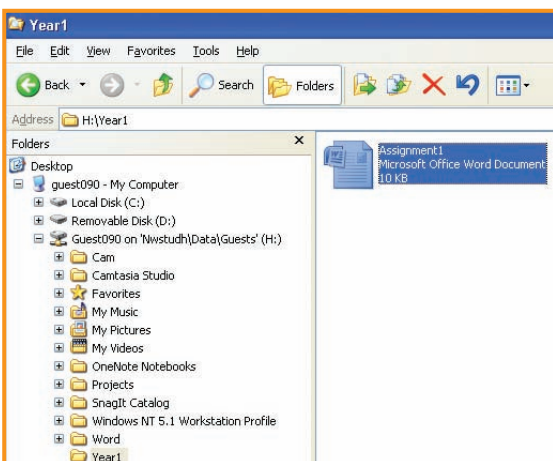 Year1
File Edit View Favorites Tools Help
Back Search Folders
Address H:\Year1
Folders x
Desktop
guest090 - My Computer
Local Disk (C:)
Removable Disk (D:)
Guest090 on 'Nwstudh\Data\Guests' (H:)
Cam
Camtasia Studio
Favorites
My Music
My Pictures
My Videos
OneNote Notebooks
Projects
SnagIt Catalog
Windows NT 5.1 Workstation Profile
Word
Year1
Assignment1
Microsoft Office Word Document
10 KB